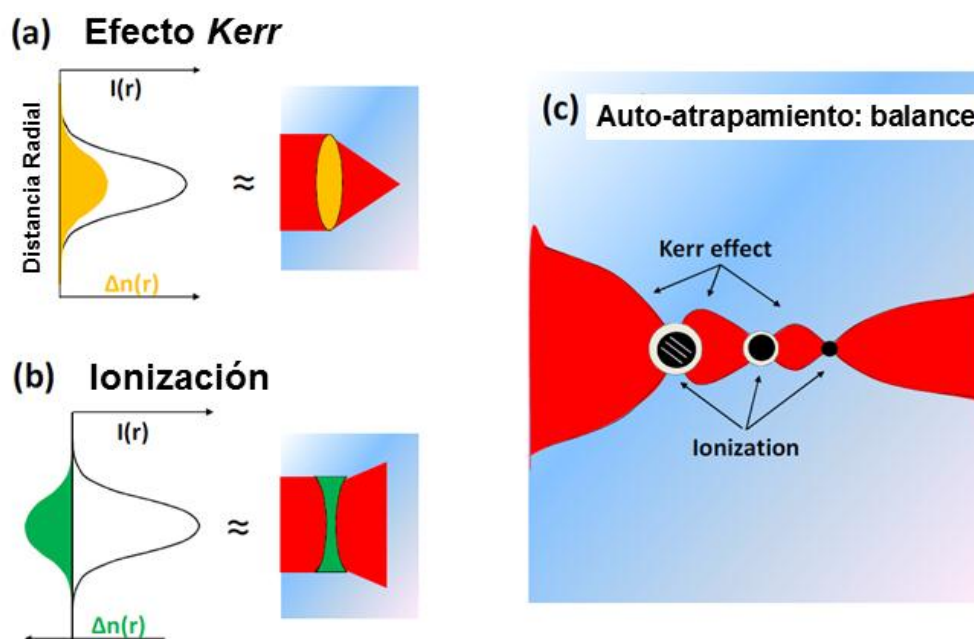 (a) Efecto Kerr
I(r)
Distancia Radial
≈
Δn(r)
(b) Ionización
I(r)
≈
Δn(r)
(c) Auto-atrapamiento: balance
Kerr effect
Ionization